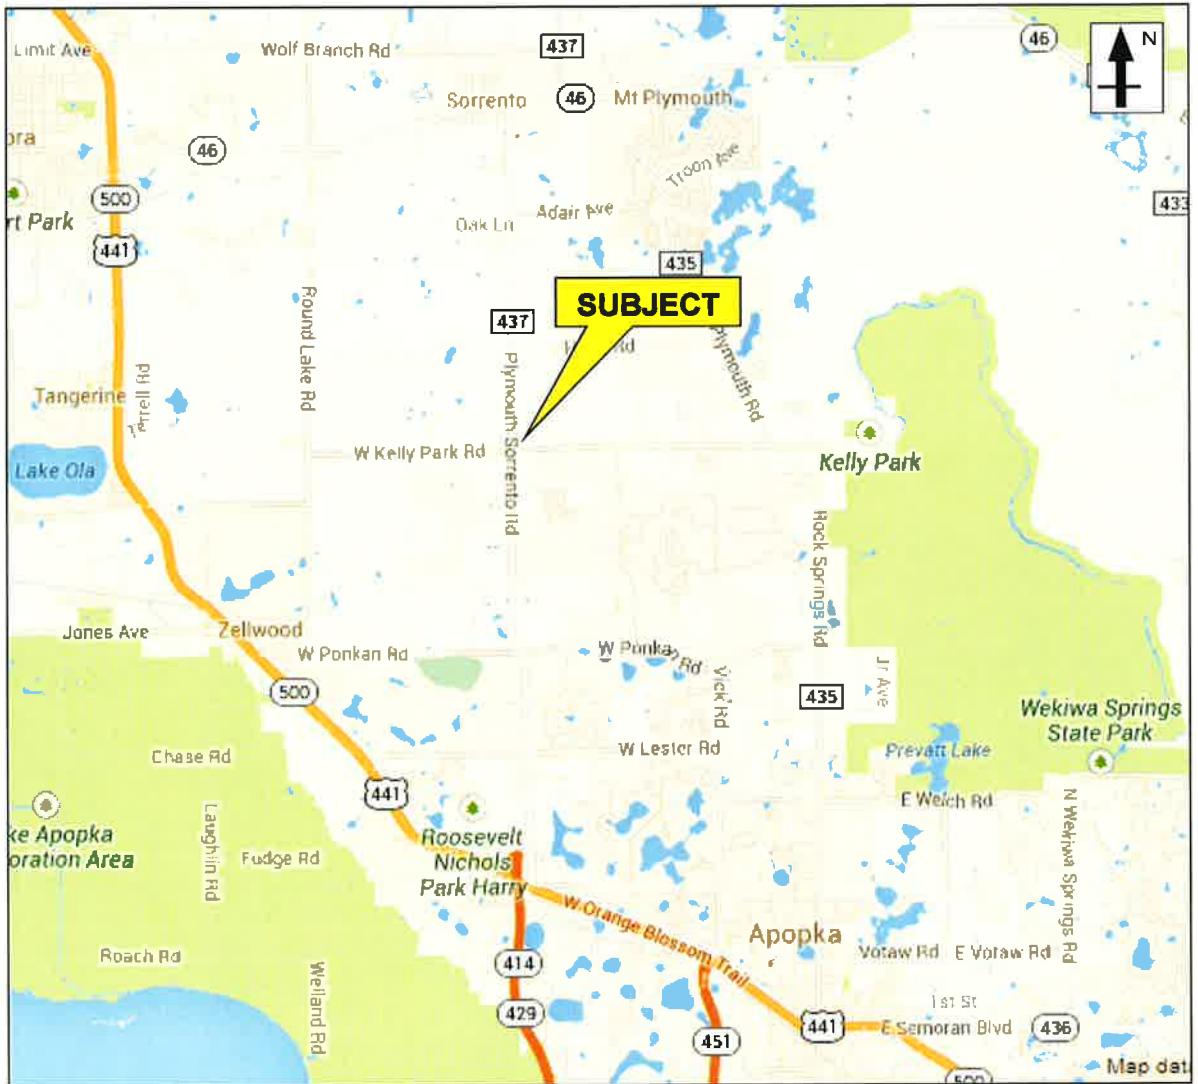 Limit Ave
Wolf Branch Rd
437
46
N
Sorrento
46
Mt Plymouth
ora
46
Troon Ave
500
rt Park
433
Oak Ln
Adair Ave
441
435
SUBJECT
437
Round Lake Rd
Rd
Plymouth Rd
Plymouth Sorrento Rd
Tangerine
W Kelly Park Rd
Kelly Park
Lake Ola
Rock Springs Rd
Jones Ave
Zellwood
W Ponkan Rd
W Ponkan Rd
Vick Rd
Jr Ave
500
435
Wekiwa Springs
State Park
Chase Rd
W Lester Rd
Prevatt Lake
441
E Welch Rd
N Wekiwa Springs Rd
ke Apopka
oration Area
Laughlin Rd
Fudge Rd
Roosevelt
Nichols
Park Harry
W Orange Blossom Trail
Apopka
Roach Rd
Votaw Rd
E Votaw Rd
414
Welland Rd
1st St
429
441
E Semoran Blvd
436
451
Map dat
500